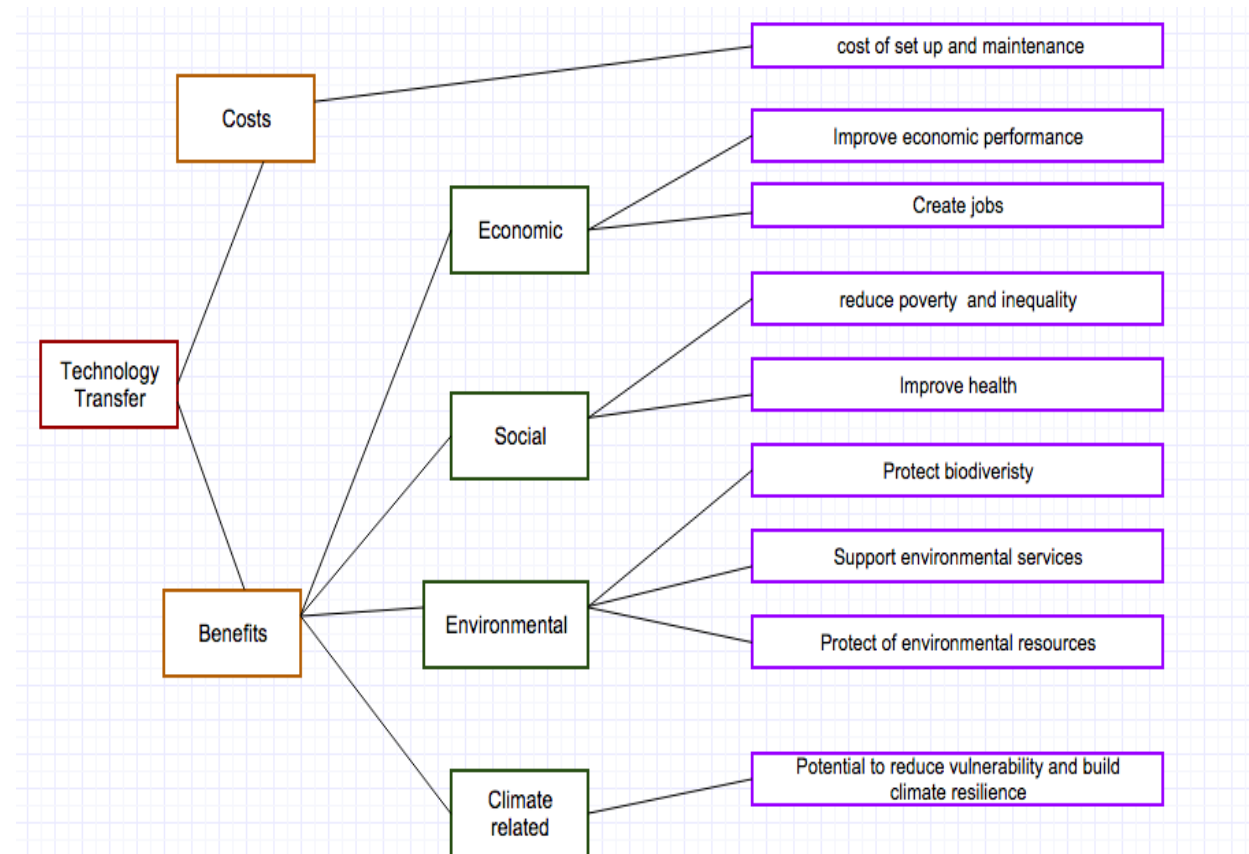 cost of set up and maintenance
Costs
Improve economic performance
Create jobs
Economic
reduce poverty  and inequality
Technology
Transfer
Improve health
Social
Protect biodiveristy
Support environmental services
Environmental
Benefits
Protect of environmental resources
Potential to reduce vulnerability and build
climate resilience
Climate
related